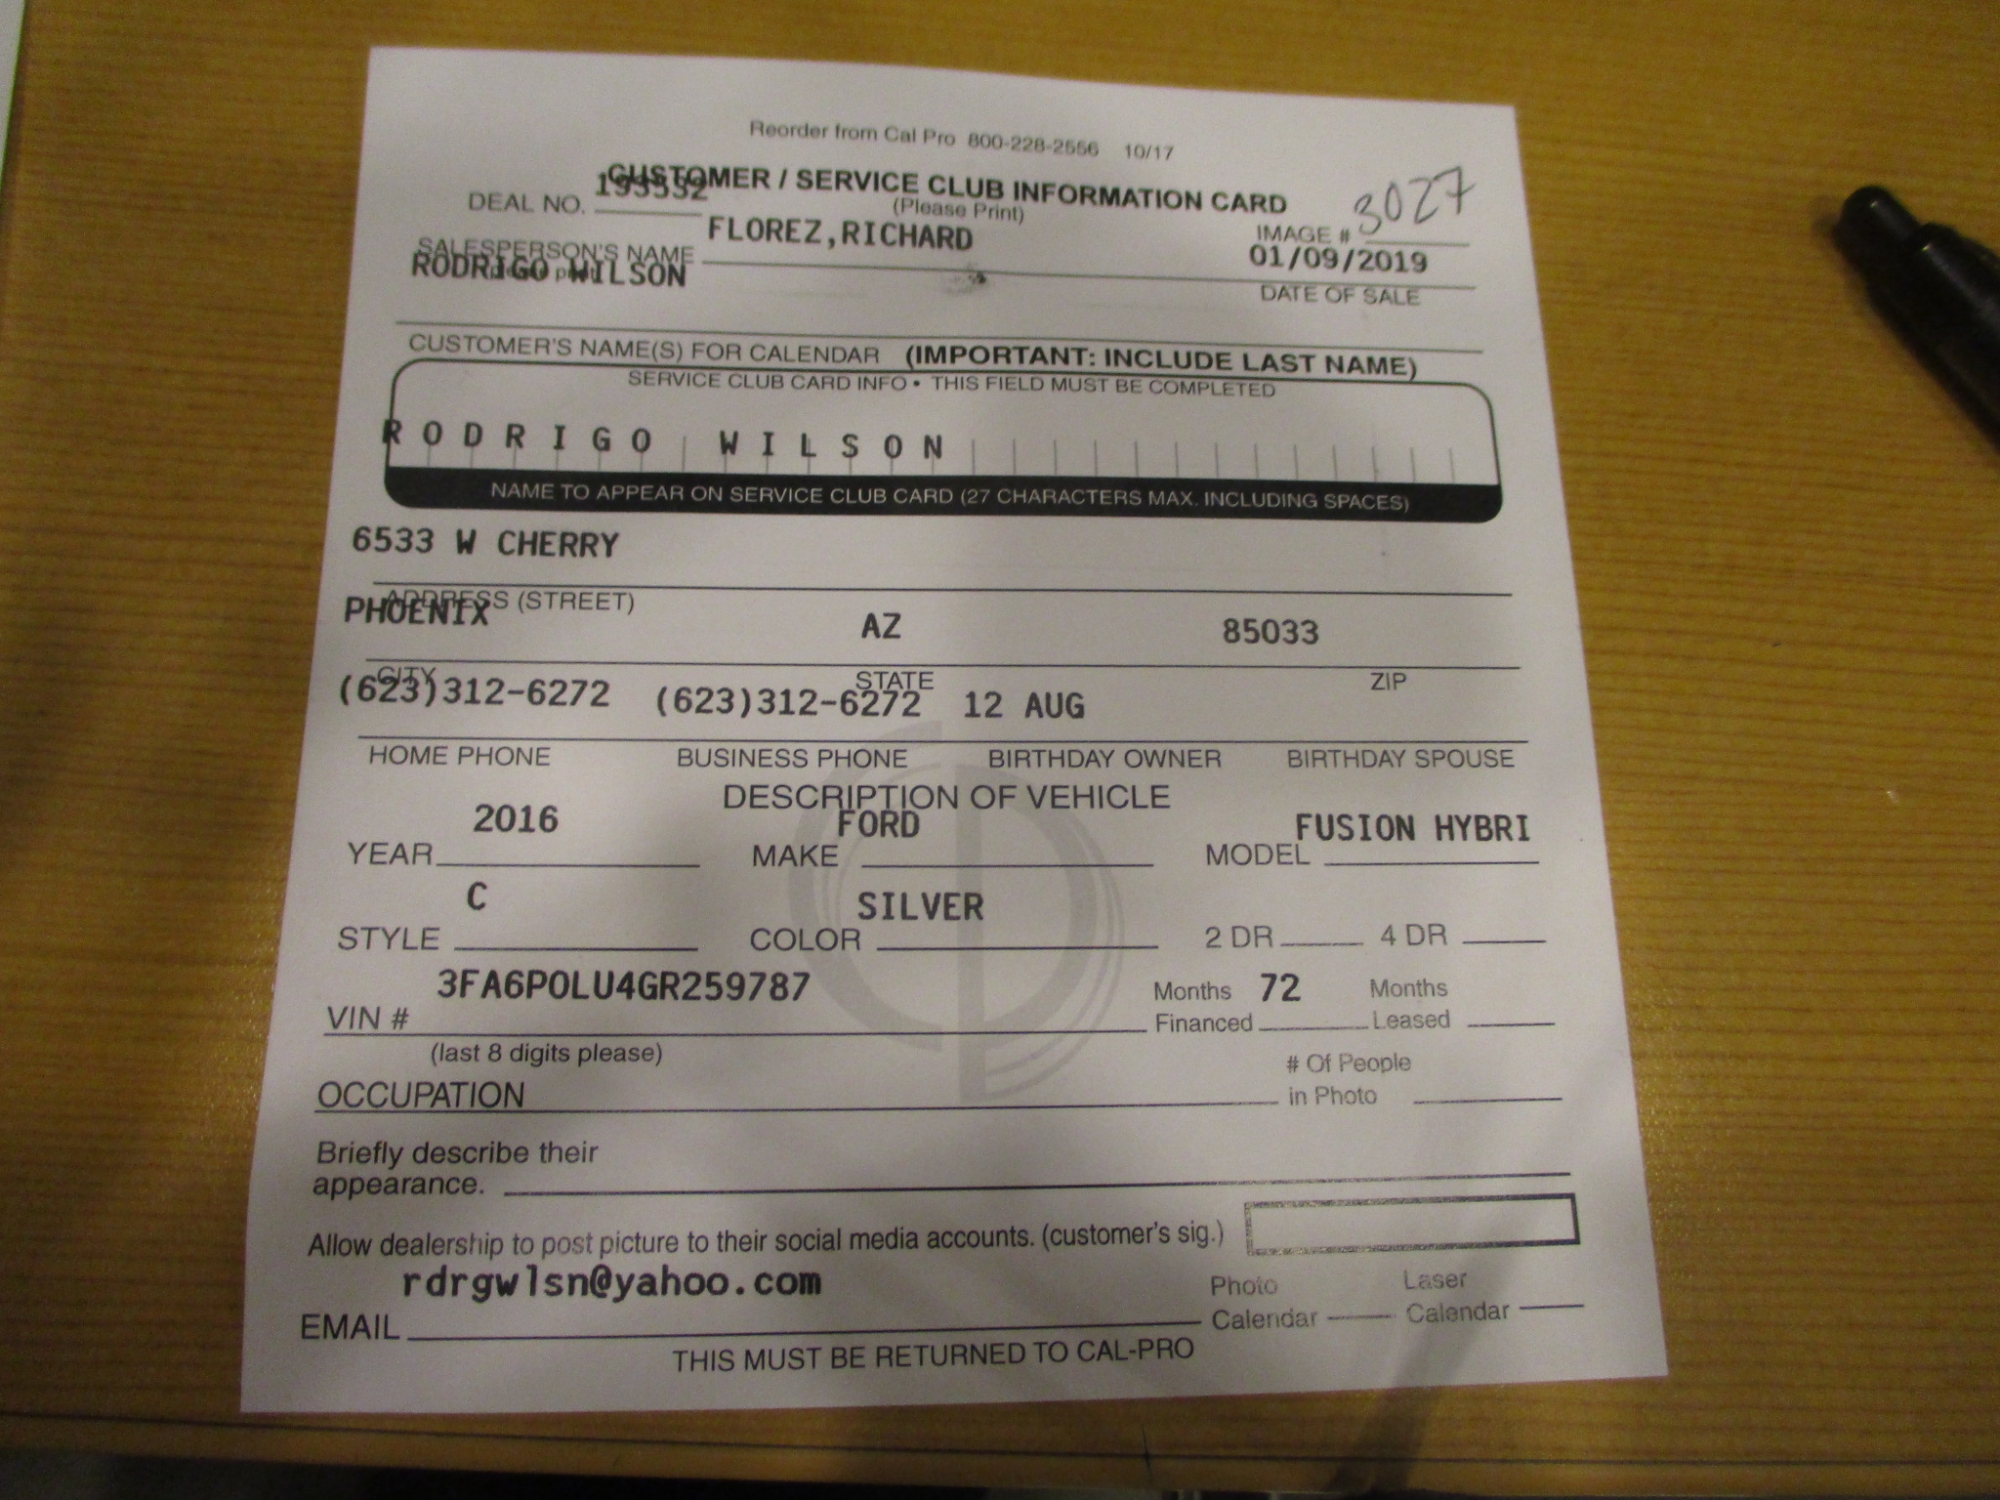 Reorder from Cal Pro 800-228-2556 10/17
CUSTOMER / SERVICE CLUB INFORMATION CARD
(Please Print)
DEAL NO. 193532
IMAGE # 3027
SALESPERSON'S NAME FLOREZ,RICHARD
01/09/2019
DATE OF SALE
RODRIGO WILSON
CUSTOMER'S NAME(S) FOR CALENDAR (IMPORTANT: INCLUDE LAST NAME)
SERVICE CLUB CARD INFO • THIS FIELD MUST BE COMPLETED
RODRIGO WILSON
NAME TO APPEAR ON SERVICE CLUB CARD (27 CHARACTERS MAX. INCLUDING SPACES)
6533 W CHERRY
ADDRESS (STREET)
PHOENIX AZ 85033
CITY STATE ZIP
(623)312-6272 (623)312-6272 12 AUG
HOME PHONE BUSINESS PHONE BIRTHDAY OWNER BIRTHDAY SPOUSE
DESCRIPTION OF VEHICLE
YEAR 2016 MAKE FORD MODEL FUSION HYBRI
STYLE C COLOR SILVER 2 DR 4 DR
VIN # 3FA6P0LU4GR259787
(last 8 digits please)
Months Financed 72 Months Leased
OCCUPATION
# Of People in Photo
Briefly describe their
appearance.
Allow dealership to post picture to their social media accounts. (customer's sig.)
EMAIL rdrgwlsn@yahoo.com
Photo Calendar Laser Calendar
THIS MUST BE RETURNED TO CAL-PRO